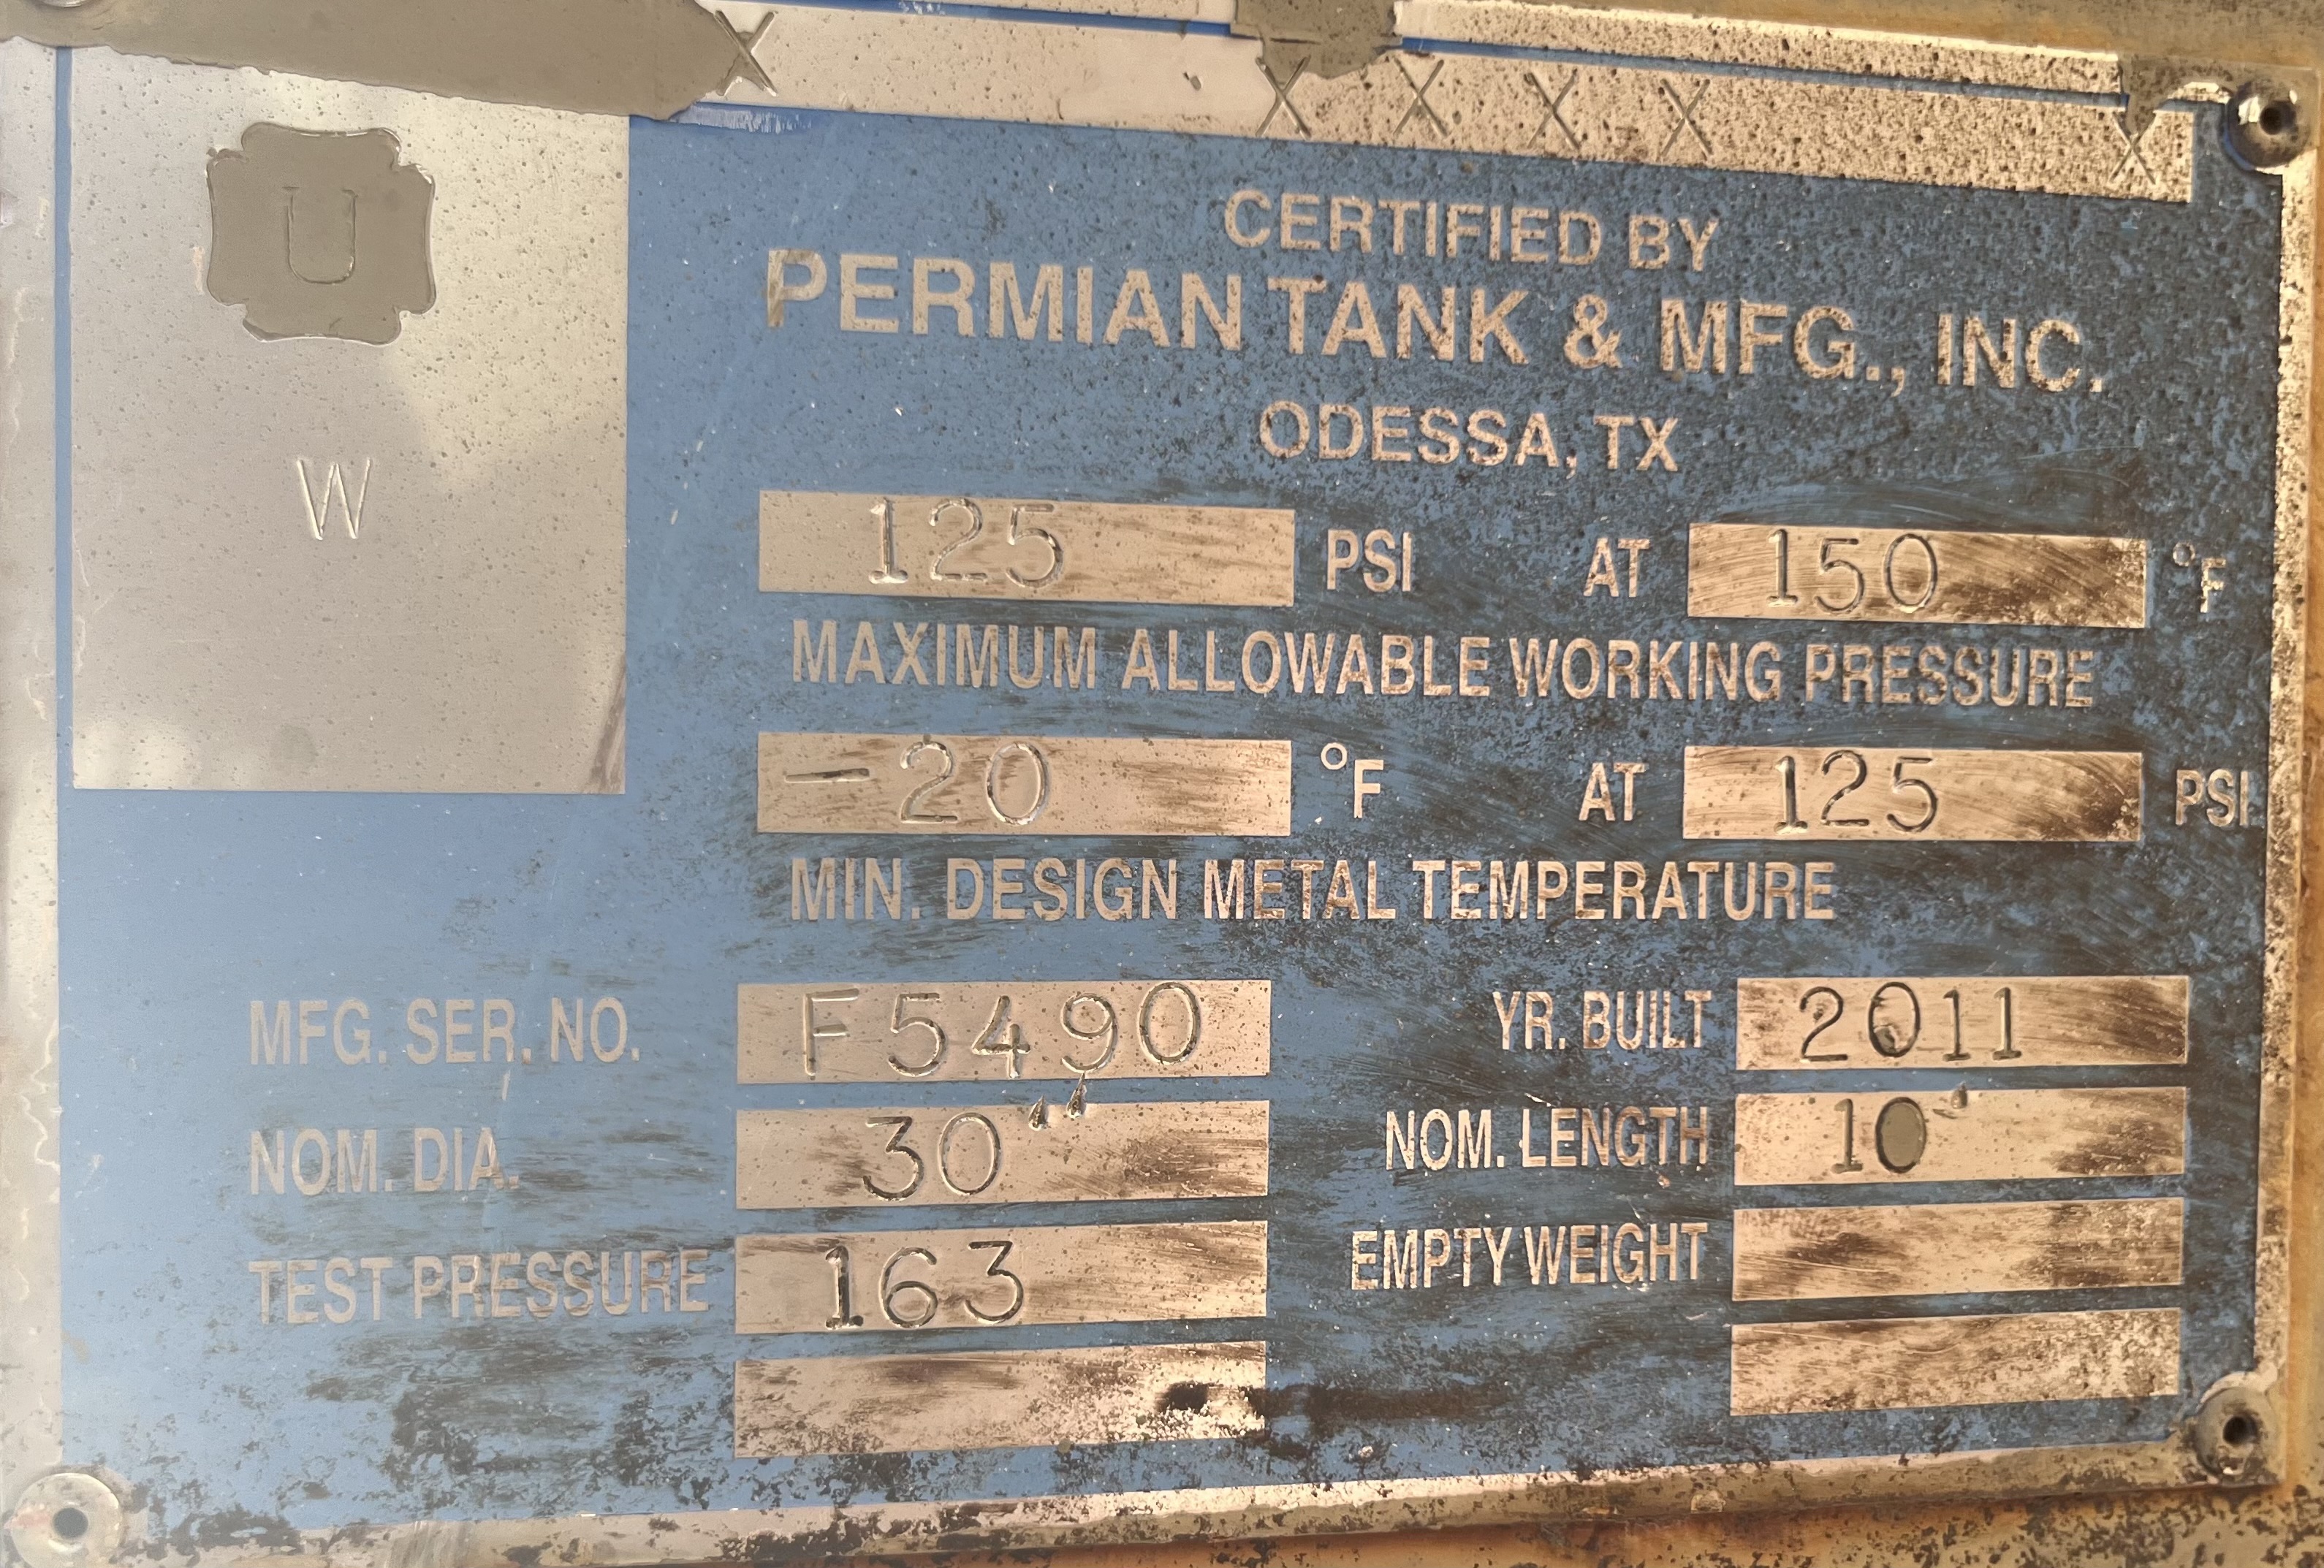 X X X X X X
U
W
CERTIFIED BY
PERMIAN TANK & MFG., INC.
ODESSA, TX
125 PSI AT 150 °F
MAXIMUM ALLOWABLE WORKING PRESSURE
-20 °F AT 125 PSI
MIN. DESIGN METAL TEMPERATURE
MFG. SER. NO. F5490 YR. BUILT 2011
NOM. DIA. 30" NOM. LENGTH 10'
TEST PRESSURE 163 EMPTY WEIGHT